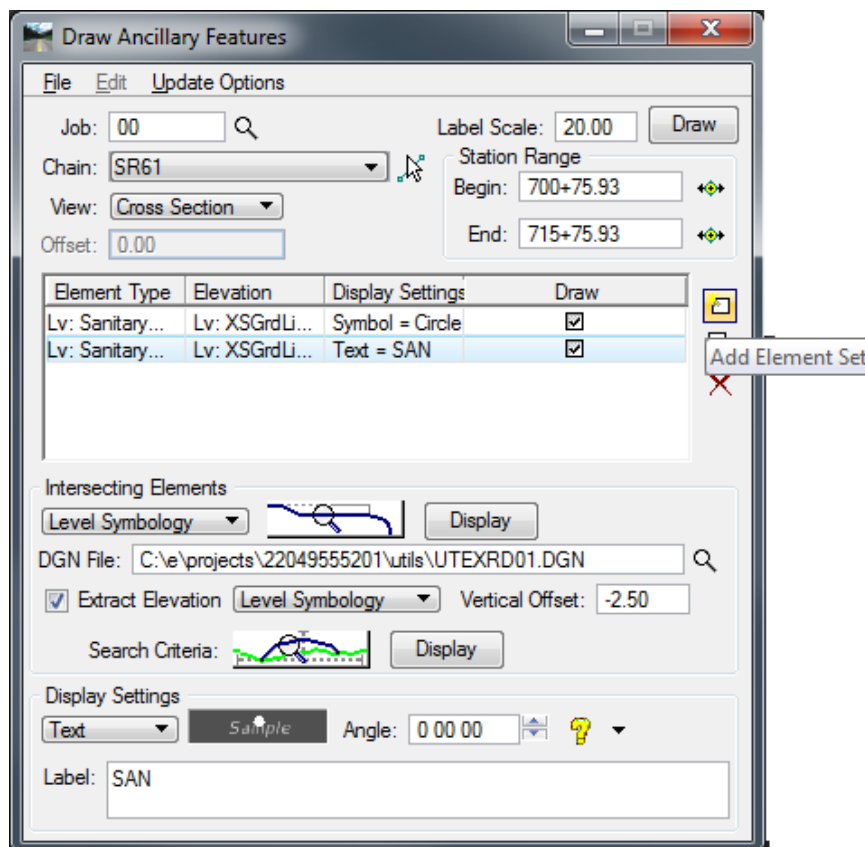 Draw Ancillary Features
File Edit Update Options
Job: 00 Label Scale: 20.00 Draw
Chain: SR61 Station Range
Begin: 700+75.93
View: Cross Section
End: 715+75.93
Offset: 0.00
Element Type Elevation Display Settings Draw
Lv: Sanitary... Lv: XSGrdLi... Symbol = Circle
Lv: Sanitary... Lv: XSGrdLi... Text = SAN
Add Element Set
Intersecting Elements
Level Symbology Display
DGN File: C:\e\projects\22049555201\utils\UTEXRD01.DGN
Extract Elevation Level Symbology Vertical Offset: -2.50
Search Criteria: Display
Display Settings
Text Sample Angle: 0 00 00
Label: SAN